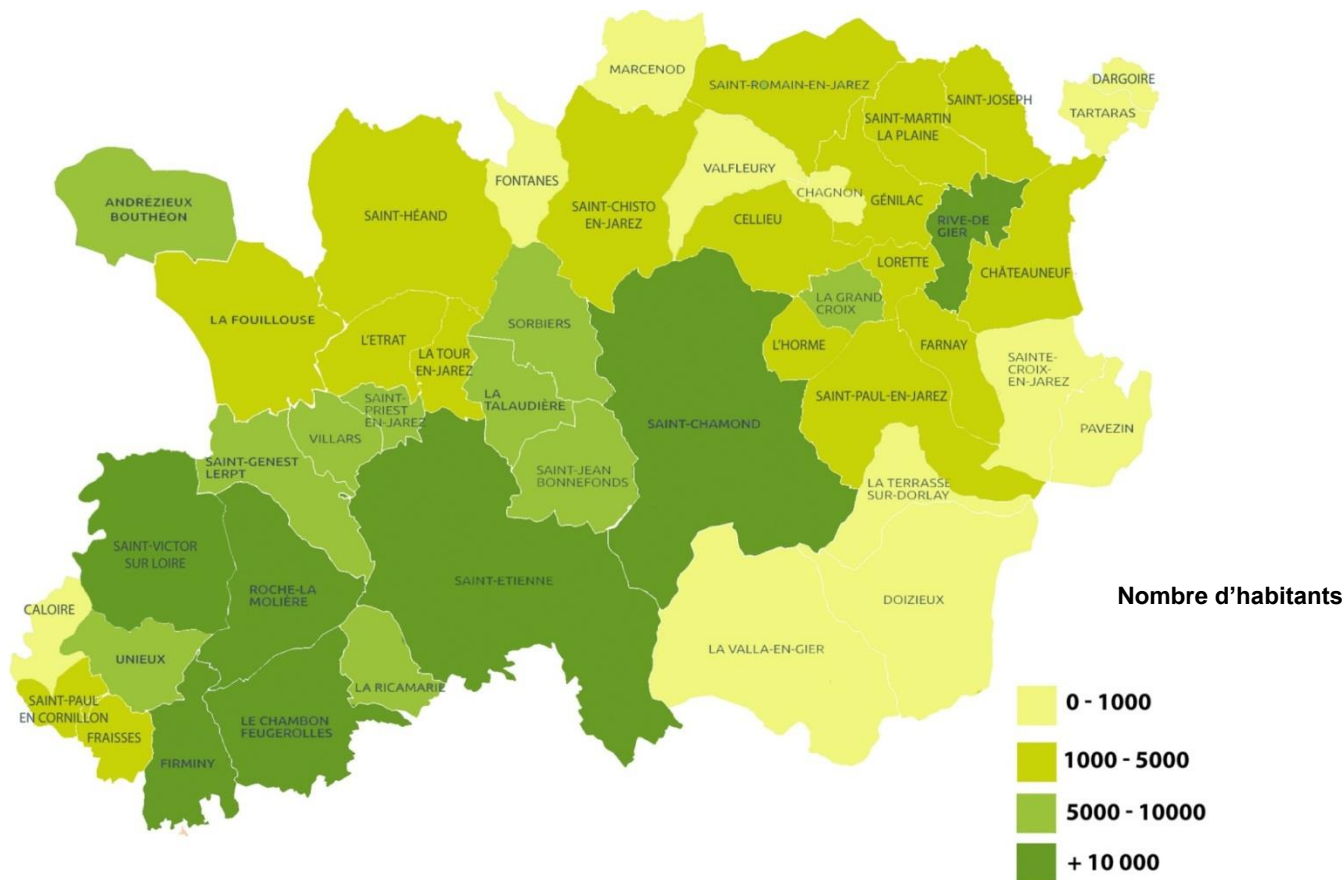 MARCENOD
SAINT-ROMAIN-EN-JAREZ
SAINT-JOSEPH
DARGOIRE
TARTARAS
SAINT-MARTIN
LA PLAINE
FONTANES
VALFLEURY
CHAGNON
ANDREZIEUX
BOUTHEON
SAINT-HÉAND
SAINT-CHISTO
EN-JAREZ
CELLIEU
GÉNILAC
RIVE-DE
GIER
LORETTE
CHÂTEAUNEUF
LA FOUILLOUSE
L'ETRAT
LA TOUR
EN-JAREZ
SORBIERS
LA GRAND
CROIX
L'HORME
FARNAY
SAINTE-
CROIX-
EN-JAREZ
SAINT-
PRIEST
EN-JAREZ
LA
TALAUDIÈRE
SAINT-CHAMOND
SAINT-PAUL-EN-JAREZ
PAVEZIN
VILLARS
SAINT-GENEST
LERPT
SAINT-JEAN
BONNEFONDS
LA TERRASSE
SUR-DORLAY
SAINT-VICTOR
SUR LOIRE
ROCHE-LA
MOLIÈRE
SAINT-ETIENNE
DOIZIEUX
CALOIRE
LA VALLA-EN-GIER
UNIEUX
LA RICAMARIE
SAINT-PAUL
EN CORNILLON
FRAISSES
FIRMINY
LE CHAMBON
FEUGEROLLES
Nombre d'habitants
0 - 1000
1000 - 5000
5000 - 10000
+ 10 000